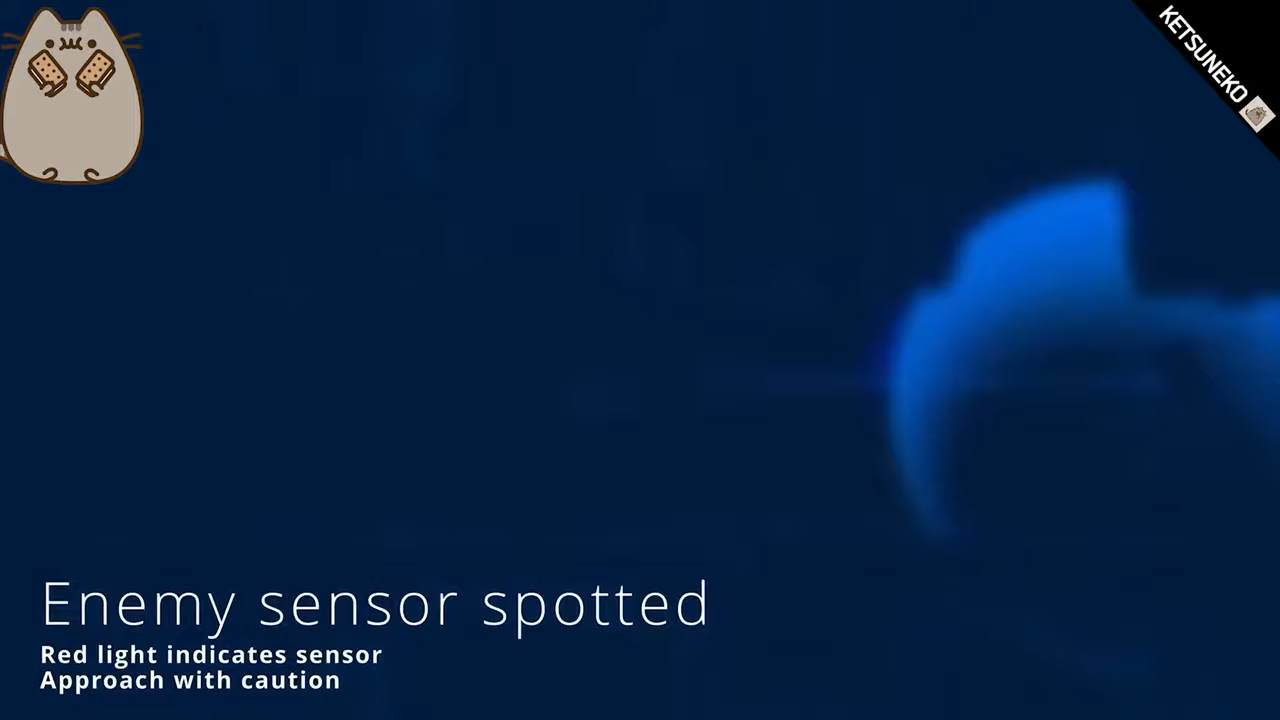 KETSUNEKO
Enemy sensor spotted
Red light indicates sensor
Approach with caution